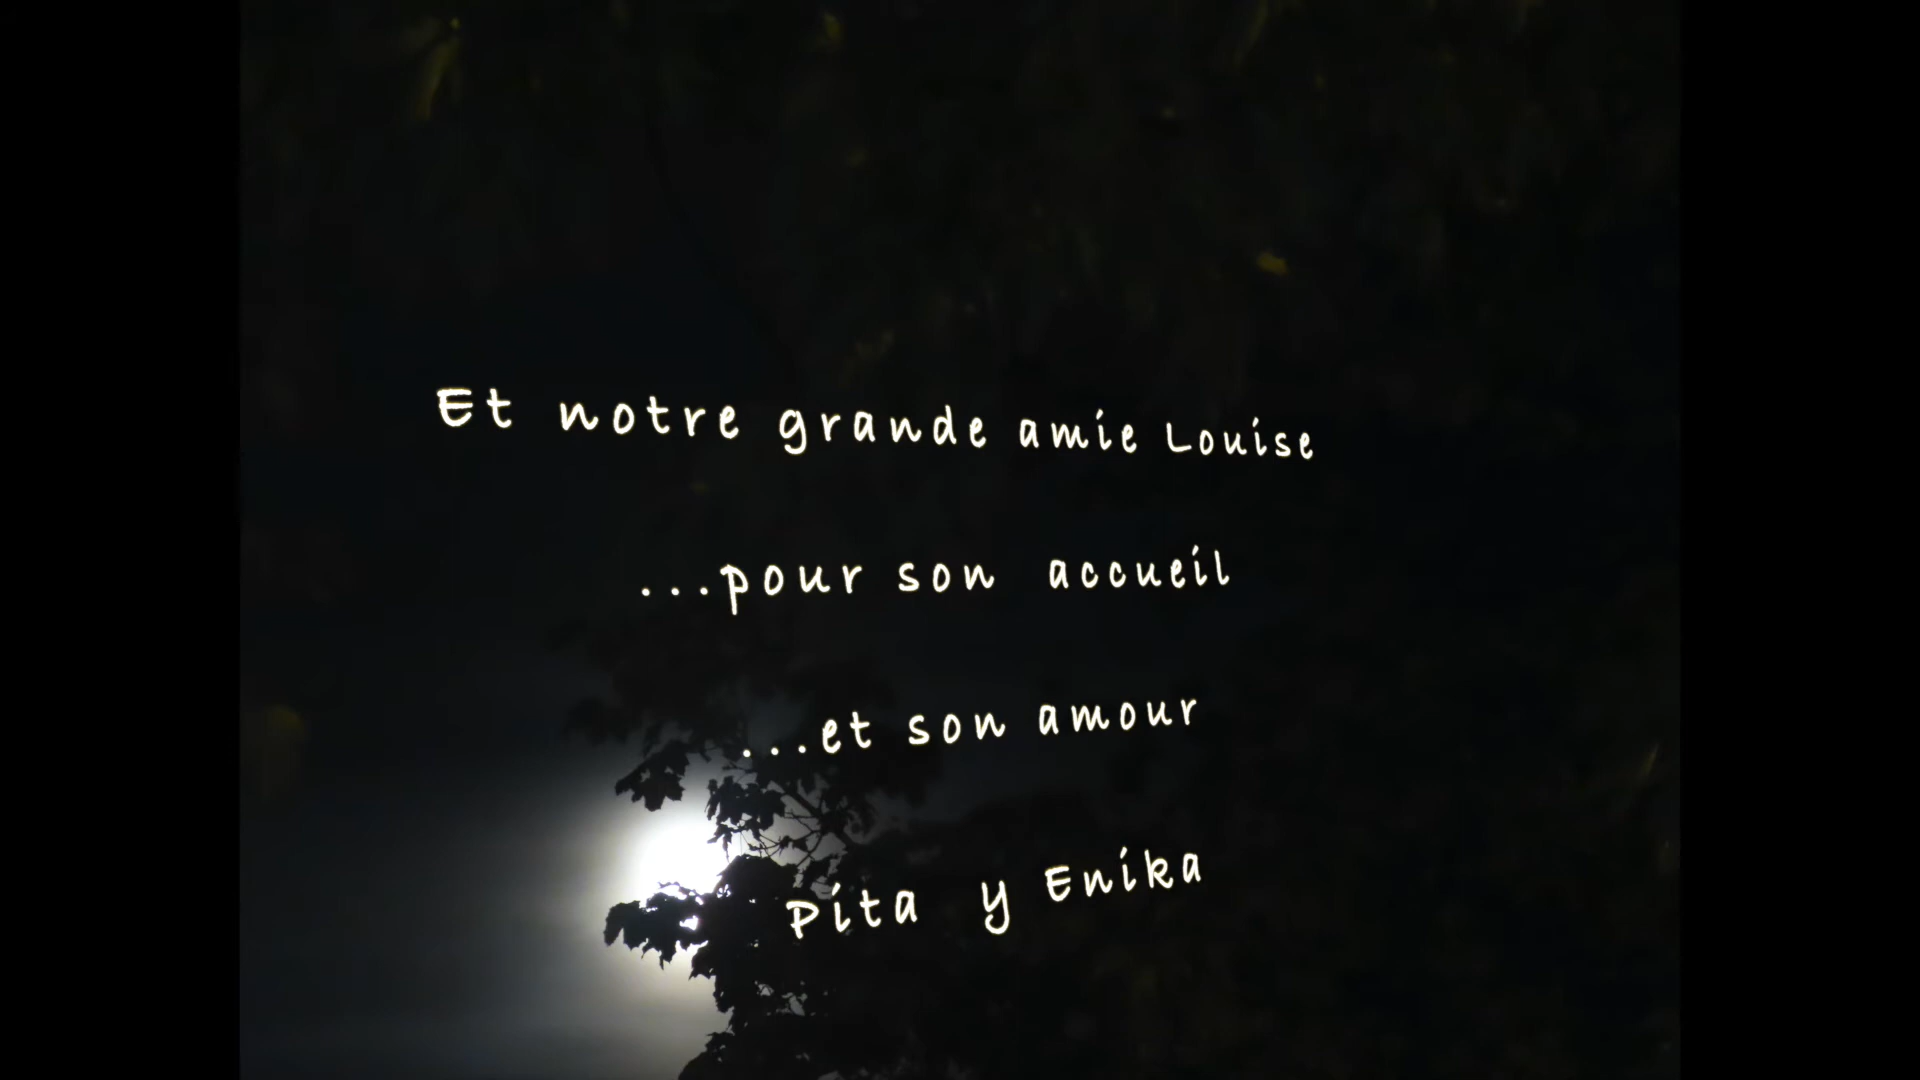 Et notre grande amie Louise
...pour son accueil
...et son amour
Pita y Enika